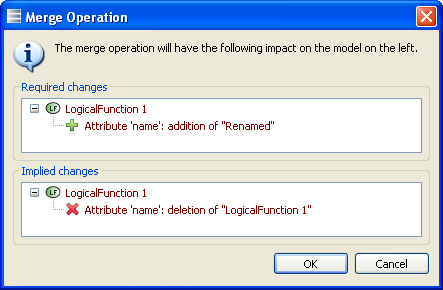 Merge Operation
The merge operation will have the following impact on the model on the left.
Required changes
LF LogicalFunction 1
Attribute 'name': addition of "Renamed"
Implied changes
LF LogicalFunction 1
Attribute 'name': deletion of "LogicalFunction 1"
OK Cancel